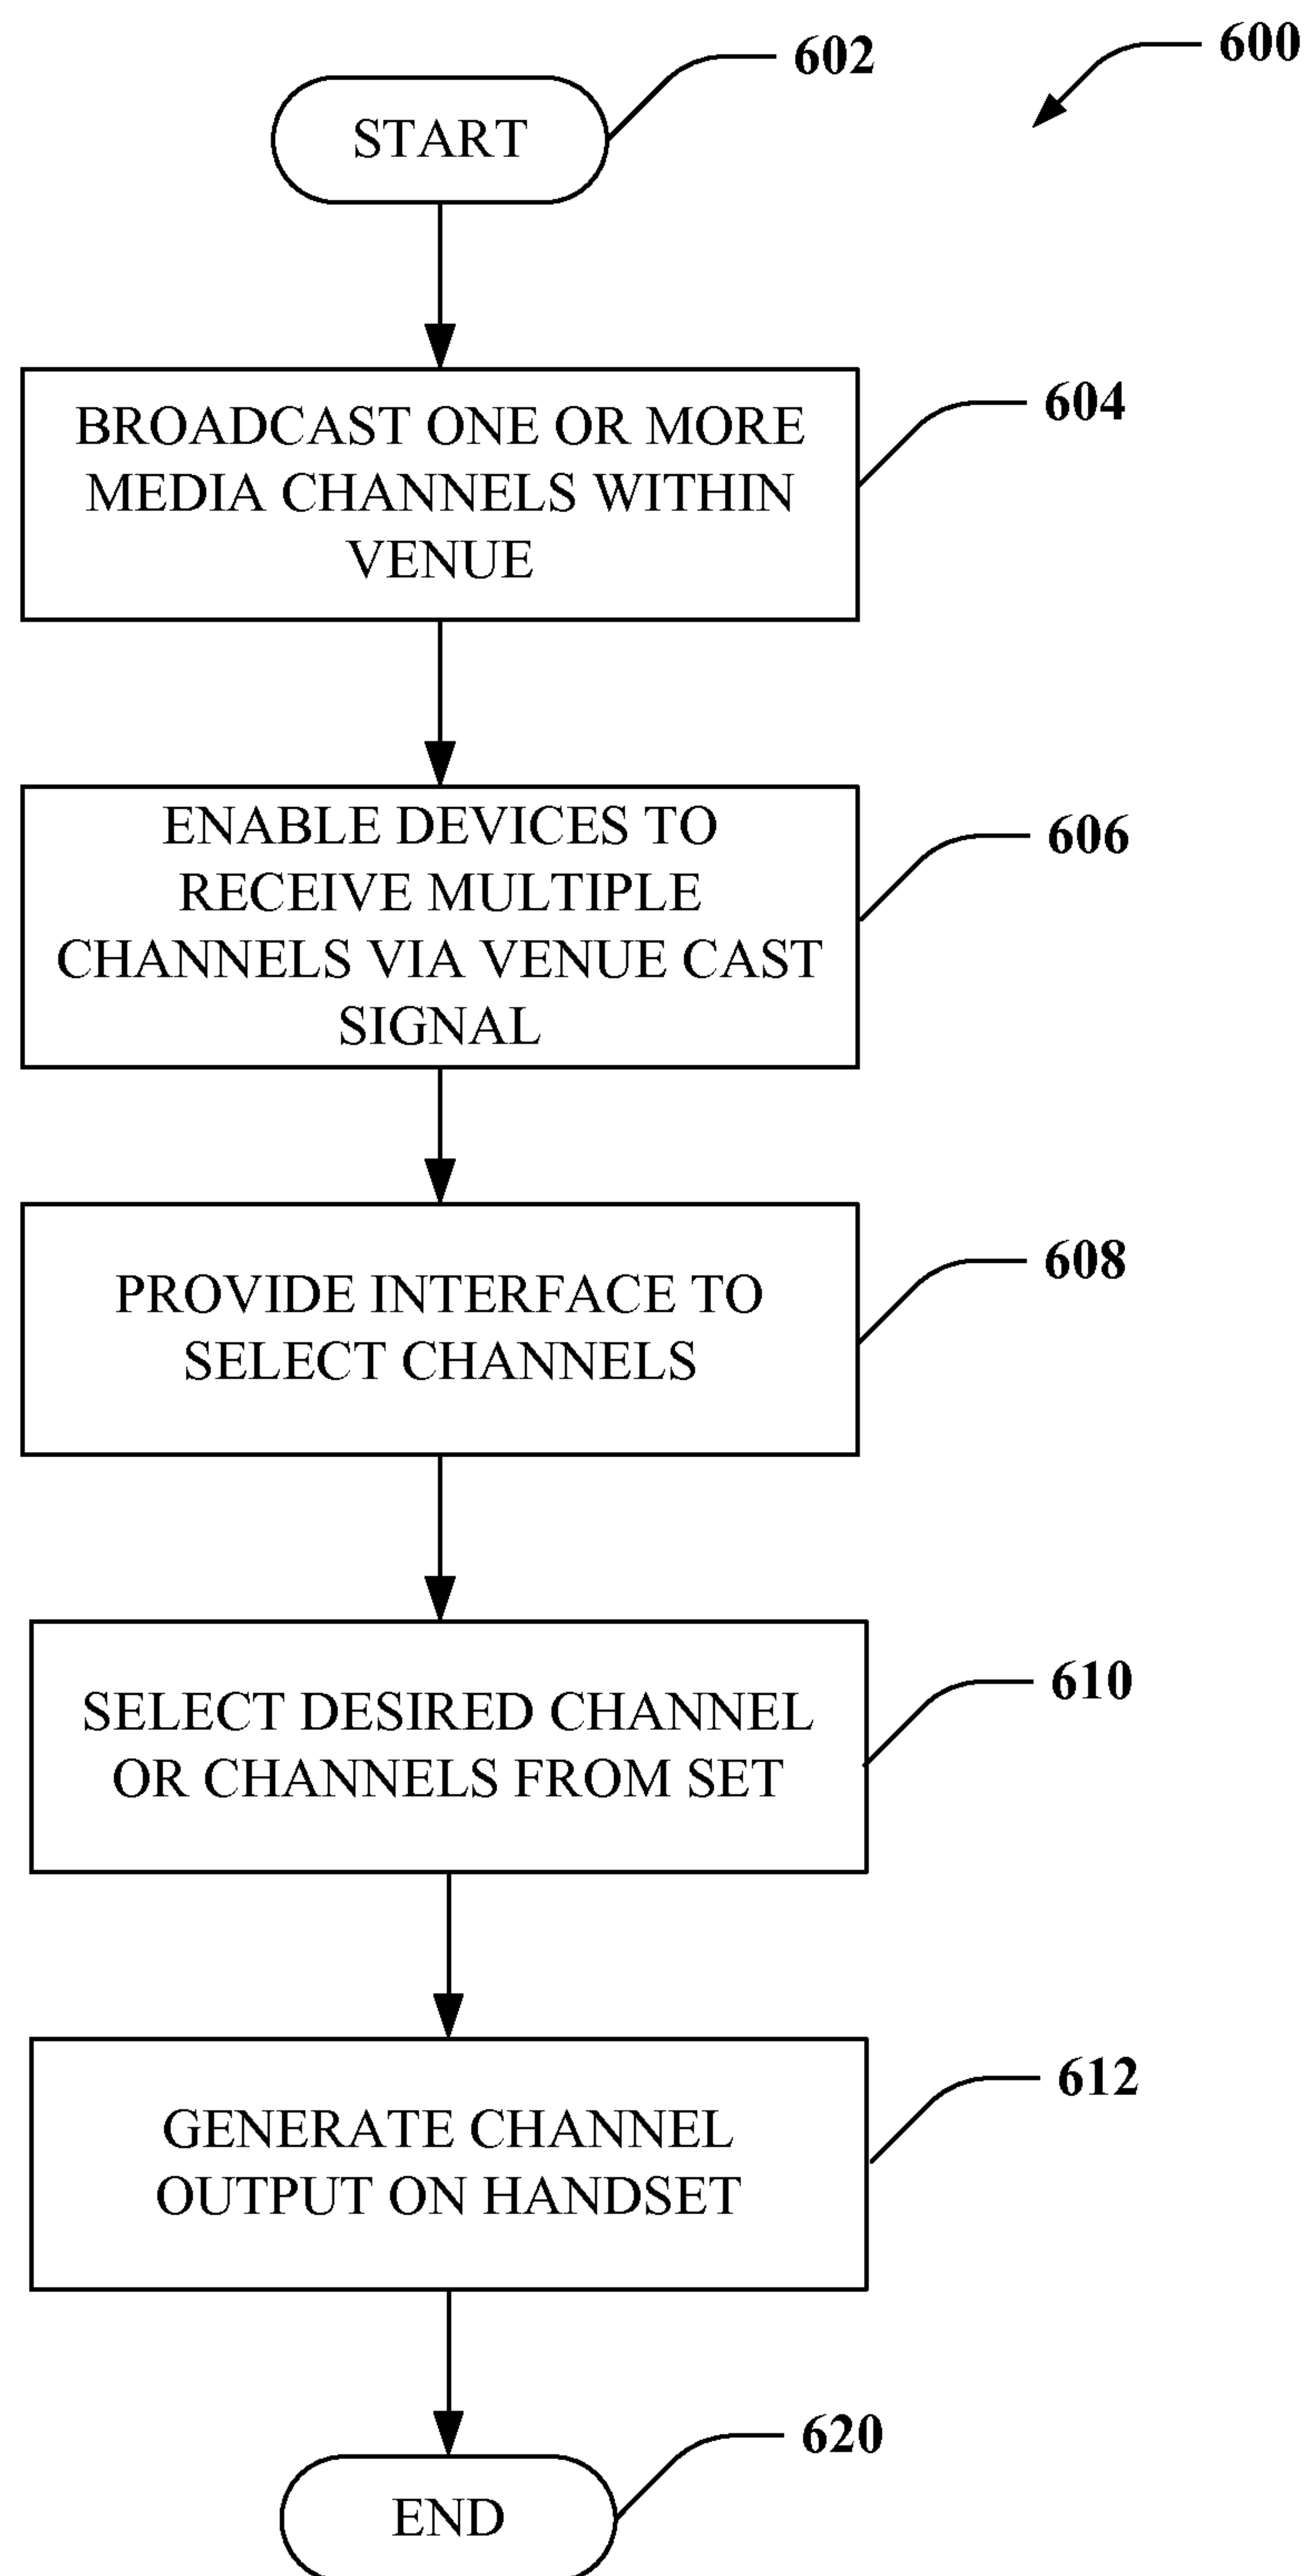 602
600
START
BROADCAST ONE OR MORE
MEDIA CHANNELS WITHIN
VENUE
604
ENABLE DEVICES TO
RECEIVE MULTIPLE
CHANNELS VIA VENUE CAST
SIGNAL
606
PROVIDE INTERFACE TO
SELECT CHANNELS
608
SELECT DESIRED CHANNEL
OR CHANNELS FROM SET
610
GENERATE CHANNEL
OUTPUT ON HANDSET
612
620
END